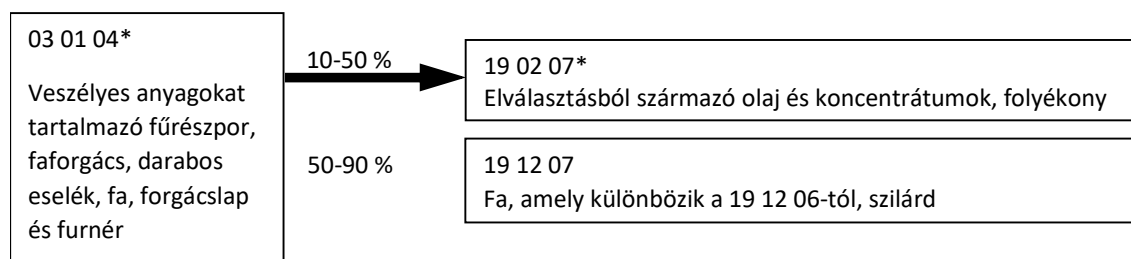 03 01 04*
Veszélyes anyagokat
tartalmazó fűrészpor,
faforgács, darabos
eselék, fa, forgácslap
és furnér
10-50 %
19 02 07*
Elválasztásból származó olaj és koncentrátumok, folyékony
50-90 %
19 12 07
Fa, amely különbözik a 19 12 06-tól, szilárd